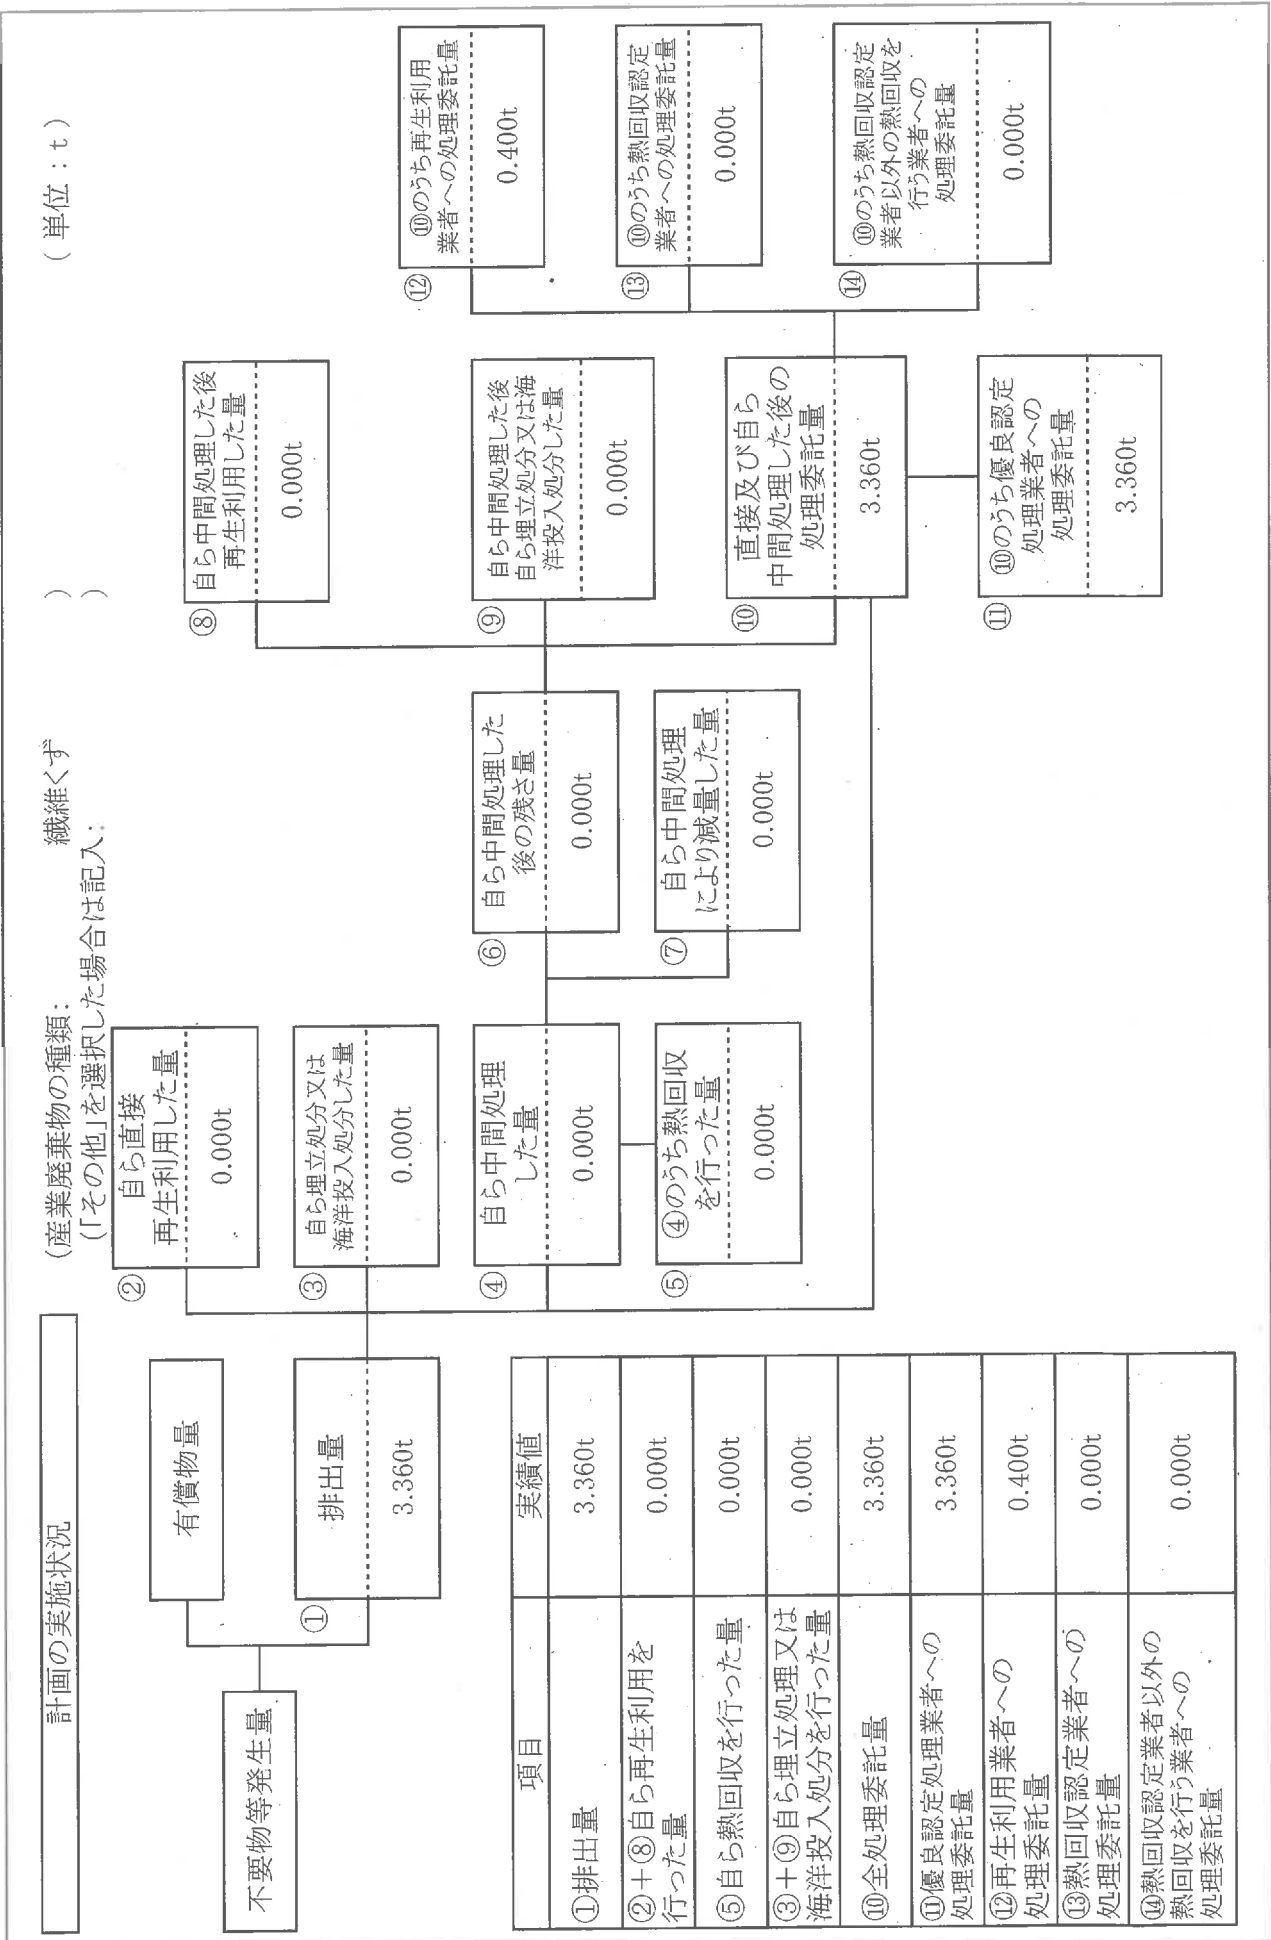 計画の実施状況
(産業廃棄物の種類: 繊維くず )
(「その他」を選択した場合は記入: )
( 単位 : t )
不要物等発生量
有償物量
①
排出量
3.360t
②
自ら直接
再生利用した量
0.000t
③
自ら埋立処分又は
海洋投入処分した量
0.000t
④
自ら中間処理
した量
0.000t
⑤
④のうち熱回収
を行った量
0.000t
⑥
自ら中間処理した
後の残さ量
0.000t
⑦
自ら中間処理
により減量した量
0.000t
⑧
自ら中間処理した後
再生利用した量
0.000t
⑨
自ら中間処理した後
自ら埋立処分又は海
洋投入処分した量
0.000t
⑩
直接及び自ら
中間処理した後の
処理委託量
3.360t
⑪
⑩のうち優良認定
処理業者への
処理委託量
3.360t
⑫
⑩のうち再生利用
業者への処理委託量
0.400t
⑬
⑩のうち熱回収認定
業者への処理委託量
0.000t
⑭
⑩のうち熱回収認定
業者以外の熱回収を
行う業者への
処理委託量
0.000t
項目 実績値
①排出量 3.360t
②+⑧自ら再生利用を
行った量 0.000t
⑤自ら熱回収を行った量 0.000t
③+⑨自ら埋立処理又は
海洋投入処分を行った量 0.000t
⑩全処理委託量 3.360t
⑪優良認定処理業者への
処理委託量 3.360t
⑫再生利用業者への
処理委託量 0.400t
⑬熱回収認定業者への
処理委託量 0.000t
⑭熱回収認定業者以外の
熱回収を行う業者への
処理委託量 0.000t